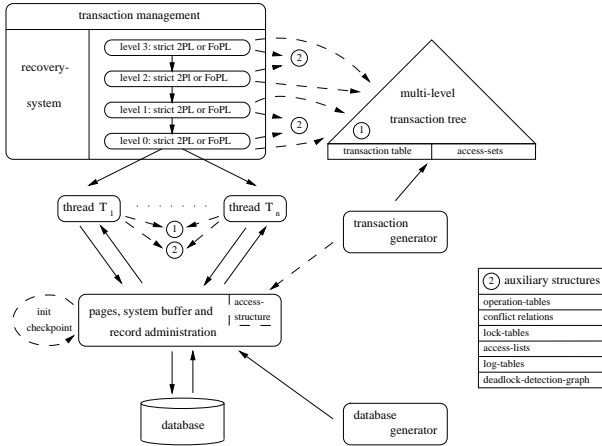 transaction management
recovery-
system
level 3: strict 2PL or FoPL
level 2: strict 2Pl or FoPL
level 1: strict 2PL or FoPL
level 0: strict 2PL or FoPL
2
2
multi-level
transaction tree
1
transaction table
access-sets
thread T1
. . . . . . . .
thread Tn
1
2
transaction
generator
init
checkpoint
pages, system buffer and
record administration
access-
structure
database
database
generator
2 auxiliary structures
operation-tables
conflict relations
lock-tables
access-lists
log-tables
deadlock-detection-graph